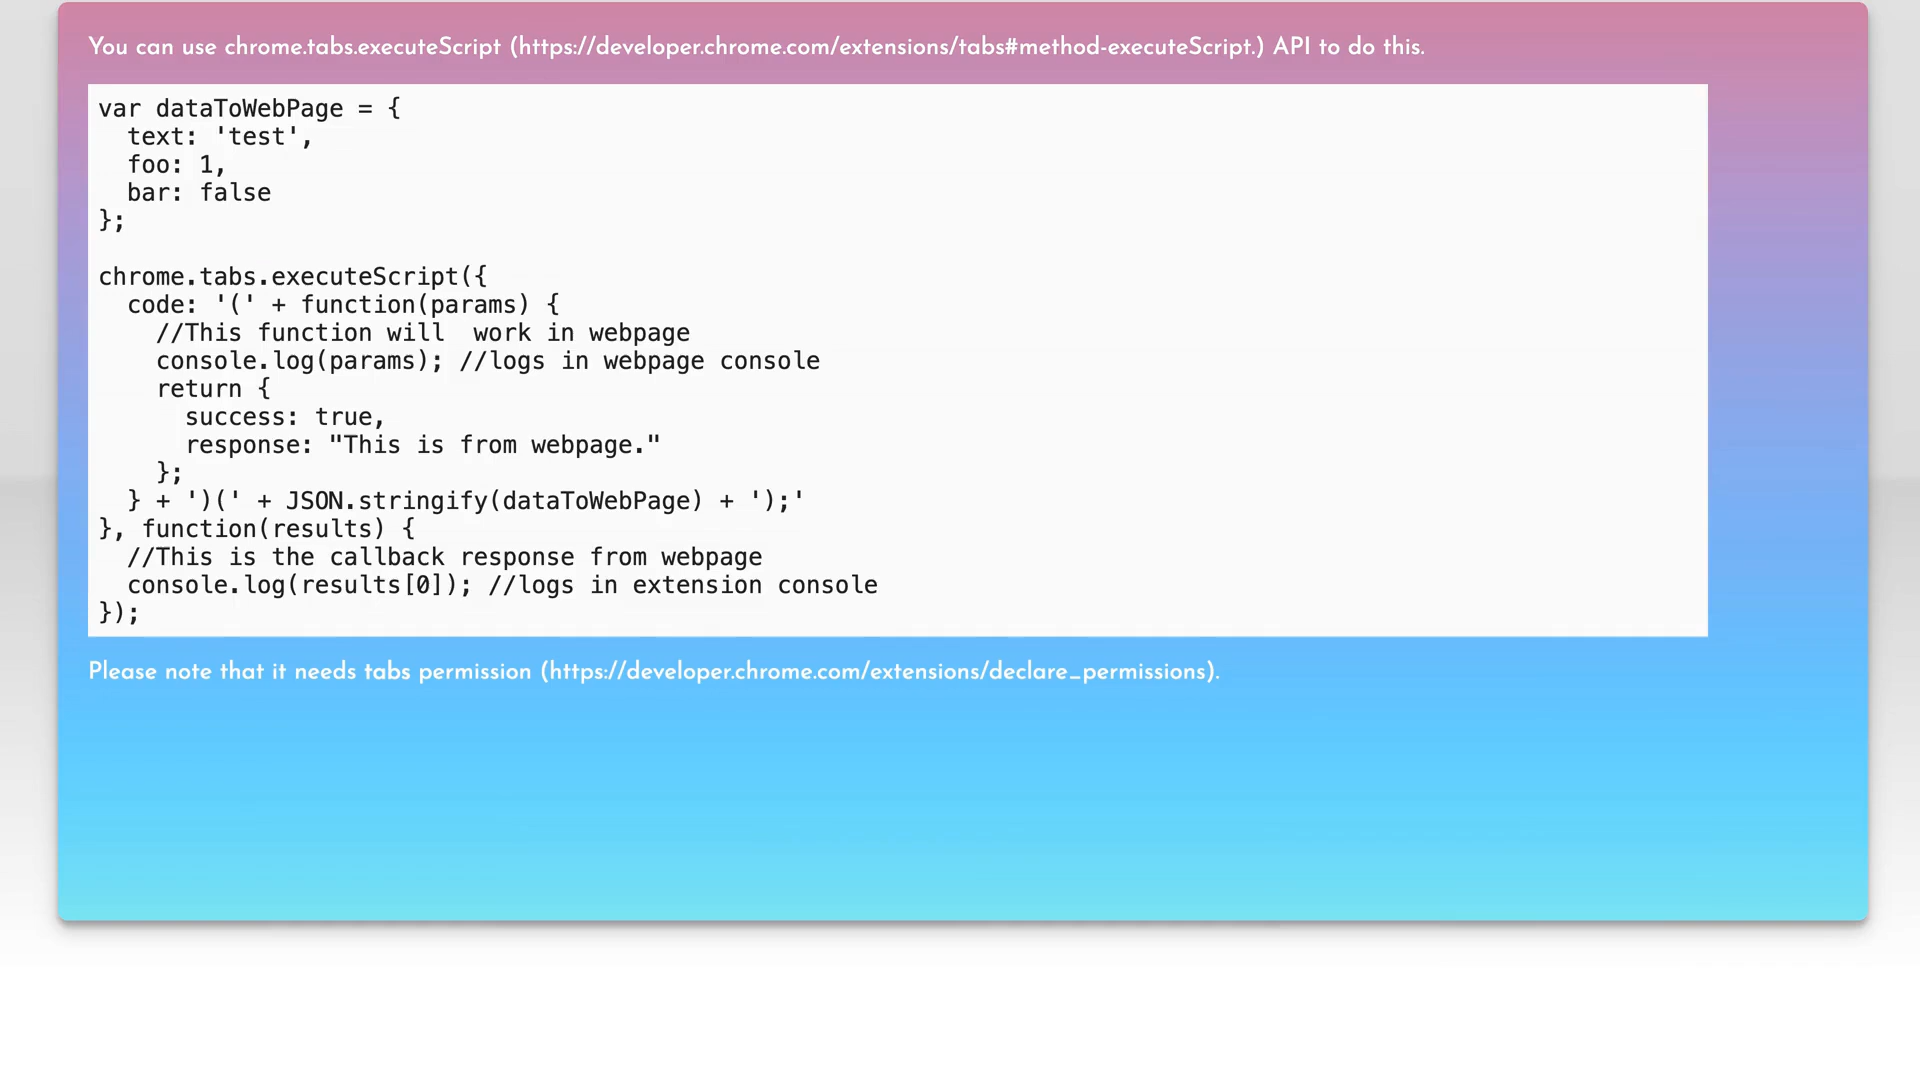 You can use chrome.tabs.executeScript (https://developer.chrome.com/extensions/tabs#method-executeScript.) API to do this.
var dataToWebPage = {
  text: 'test',
  foo: 1,
  bar: false
};

chrome.tabs.executeScript({
  code: '(' + function(params) {
    //This function will  work in webpage
    console.log(params); //logs in webpage console
    return {
      success: true,
      response: "This is from webpage."
    };
  } + ')(' + JSON.stringify(dataToWebPage) + ');'
}, function(results) {
  //This is the callback response from webpage
  console.log(results[0]); //logs in extension console
});
Please note that it needs tabs permission (https://developer.chrome.com/extensions/declare_permissions).